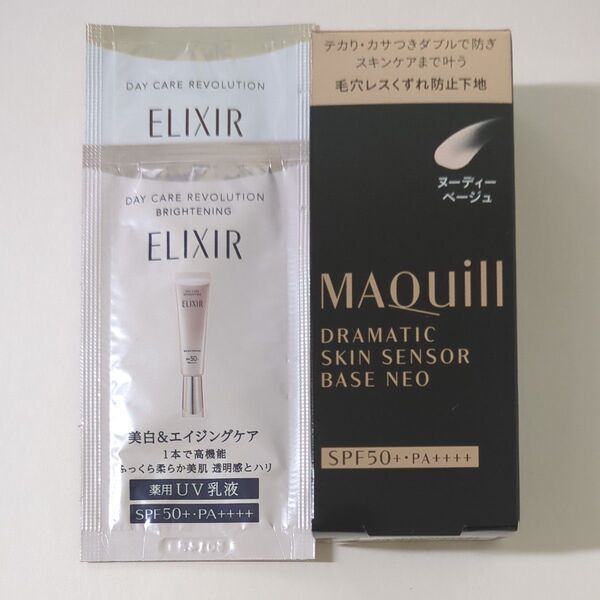 DAY CARE REVOLUTION
ELIXIR
DAY CARE REVOLUTION
BRIGHTENING
ELIXIR
ELIXIR
美白&エイジングケア
1本で高機能
ふっくら柔らか美肌 透明感とハリ
薬用UV乳液
SPF50+・PA++++
テカリ・カサつきダブルで防ぎ
スキンケアまで叶う
毛穴レスくずれ防止下地
ヌーディー
ベージュ
MAQuillI
DRAMATIC
SKIN SENSOR
BASE NEO
SPF50+・PA++++